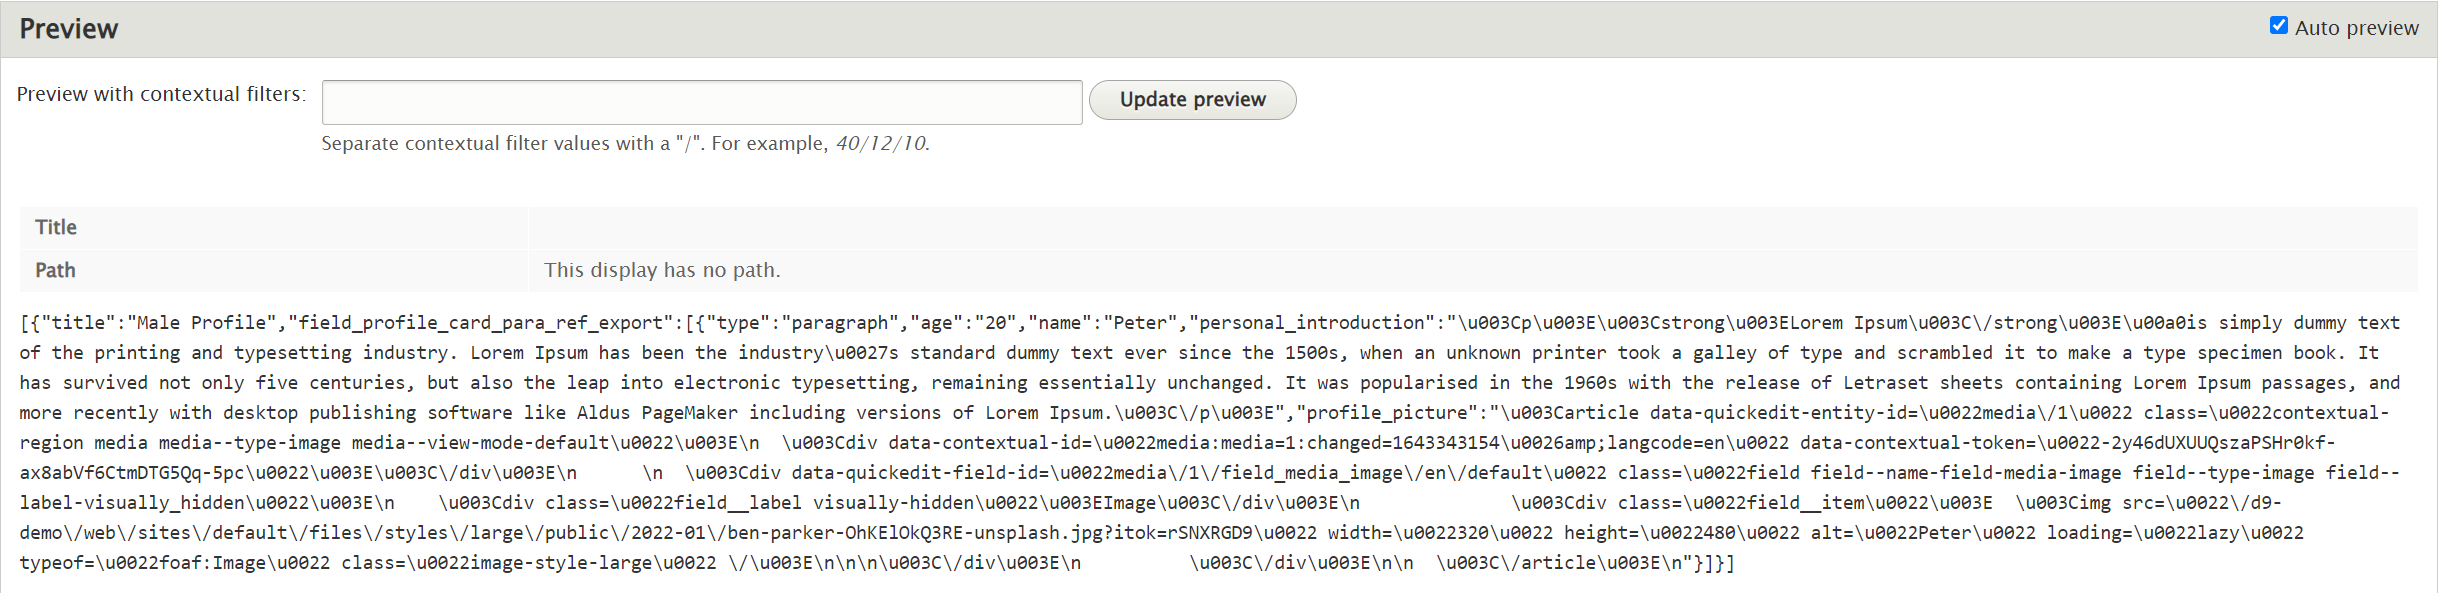 Preview
Auto preview
Preview with contextual filters:
Update preview
Separate contextual filter values with a "/". For example, 40/12/10.
Title
Path This display has no path.
[{"title":"Male Profile","field_profile_card_para_ref_export":[{"type":"paragraph","age":"20","name":"Peter","personal_introduction":"\u003Cp\u003E\u003Cstrong\u003ELorem Ipsum\u003C\/strong\u003E\u00a0is simply dummy text
of the printing and typesetting industry. Lorem Ipsum has been the industry\u0027s standard dummy text ever since the 1500s, when an unknown printer took a galley of type and scrambled it to make a type specimen book. It
has survived not only five centuries, but also the leap into electronic typesetting, remaining essentially unchanged. It was popularised in the 1960s with the release of Letraset sheets containing Lorem Ipsum passages, and
more recently with desktop publishing software like Aldus PageMaker including versions of Lorem Ipsum.\u003C\/p\u003E","profile_picture":"\u003Carticle data-quickedit-entity-id=\u0022media\/1\u0022 class=\u0022contextual-
region media media--type-image media--view-mode-default\u0022\u003E\n  \u003Cdiv data-contextual-id=\u0022media:media=1:changed=1643343154\u0026amp;langcode=en\u0022 data-contextual-token=\u0022-2y46dUXUUQszaPSHr0kf-
ax8abVf6CtmDTG5Qq-5pc\u0022\u003E\u003C\/div\u003E\n      \n  \u003Cdiv data-quickedit-field-id=\u0022media\/1\/field_media_image\/en\/default\u0022 class=\u0022field field--name-field-media-image field--type-image field--
label-visually_hidden\u0022\u003E\n    \u003Cdiv class=\u0022field__label visually-hidden\u0022\u003EImage\u003C\/div\u003E\n              \u003Cdiv class=\u0022field__item\u0022\u003E  \u003Cimg src=\u0022\/d9-
demo\/web\/sites\/default\/files\/styles\/large\/public\/2022-01\/ben-parker-OhKElOkQ3RE-unsplash.jpg?itok=rSNXRGD9\u0022 width=\u0022320\u0022 height=\u0022480\u0022 alt=\u0022Peter\u0022 loading=\u0022lazy\u0022
typeof=\u0022foaf:Image\u0022 class=\u0022image-style-large\u0022 \/\u003E\n\n\n\u003C\/div\u003E\n          \u003C\/div\u003E\n\n  \u003C\/article\u003E\n"}]}]